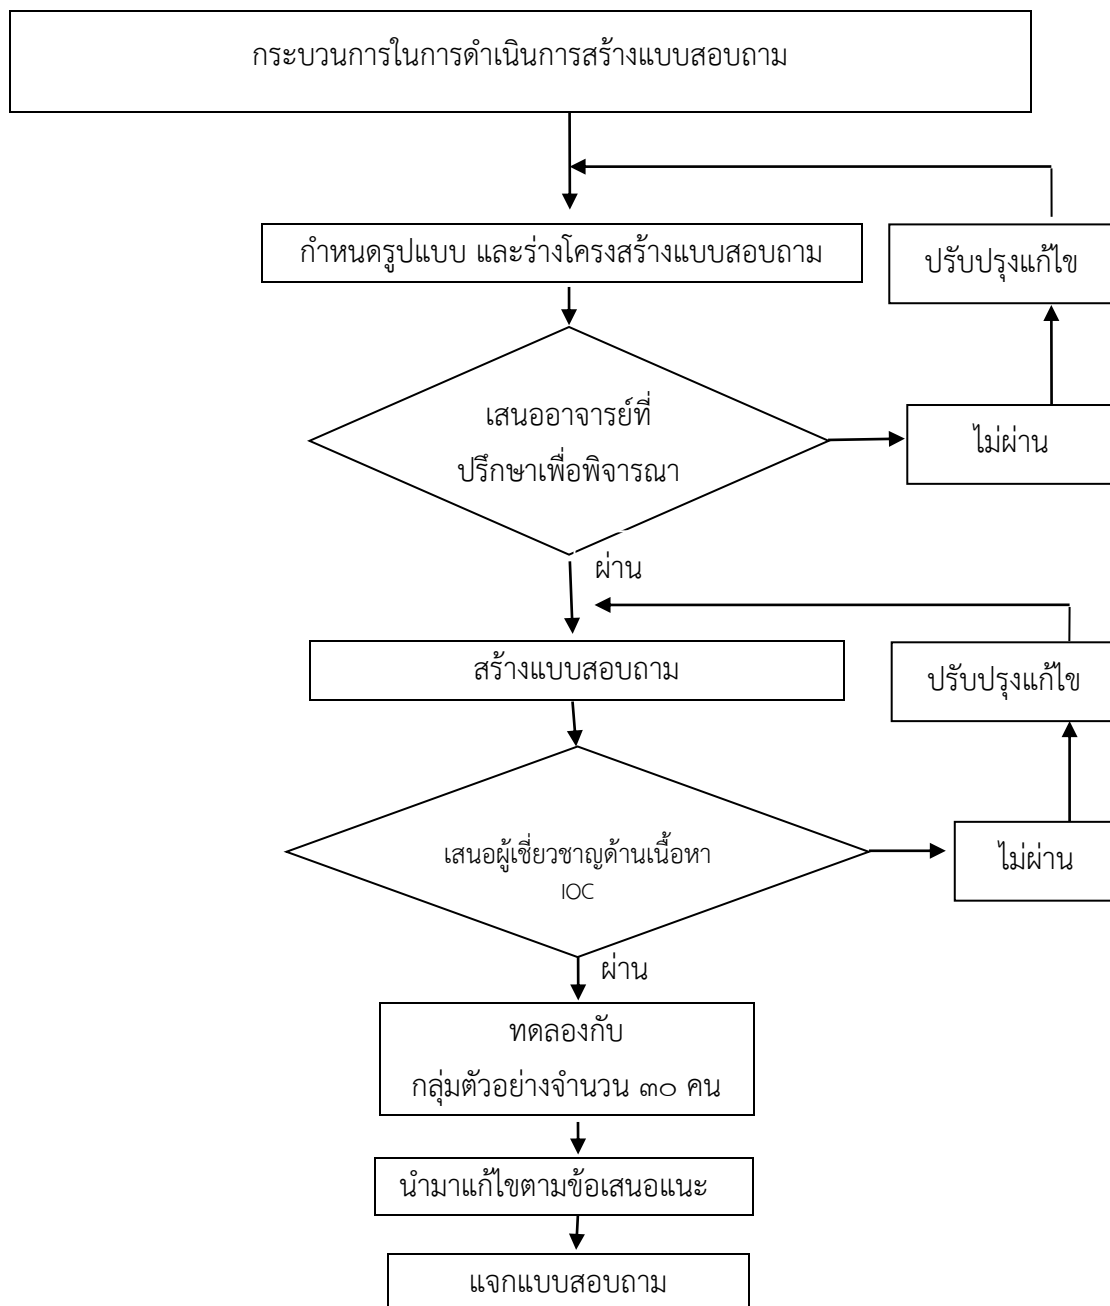 กระบวนการในการดำเนินการสร้างแบบสอบถาม
กำหนดรูปแบบ และร่างโครงสร้างแบบสอบถาม
ปรับปรุงแก้ไข
เสนออาจารย์ที่
ปรึกษาเพื่อพิจารณา
ไม่ผ่าน
ผ่าน
สร้างแบบสอบถาม
ปรับปรุงแก้ไข
เสนอผู้เชี่ยวชาญด้านเนื้อหา
IOC
ไม่ผ่าน
ผ่าน
ทดลองกับ
กลุ่มตัวอย่างจำนวน ๓๐ คน
นำมาแก้ไขตามข้อเสนอแนะ
แจกแบบสอบถาม